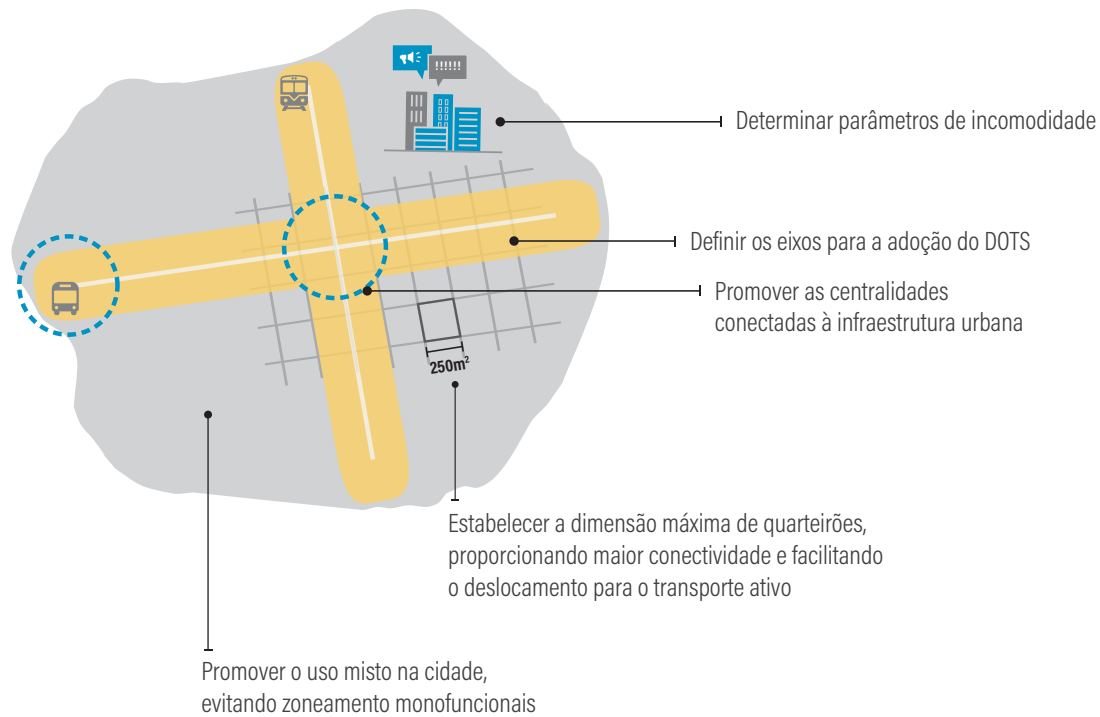 !!!!!!
Determinar parâmetros de incomodidade
Definir os eixos para a adoção do DOTS
Promover as centralidades
conectadas à infraestrutura urbana
250m²
Estabelecer a dimensão máxima de quarteirões,
proporcionando maior conectividade e facilitando
o deslocamento para o transporte ativo
Promover o uso misto na cidade,
evitando zoneamento monofuncionais